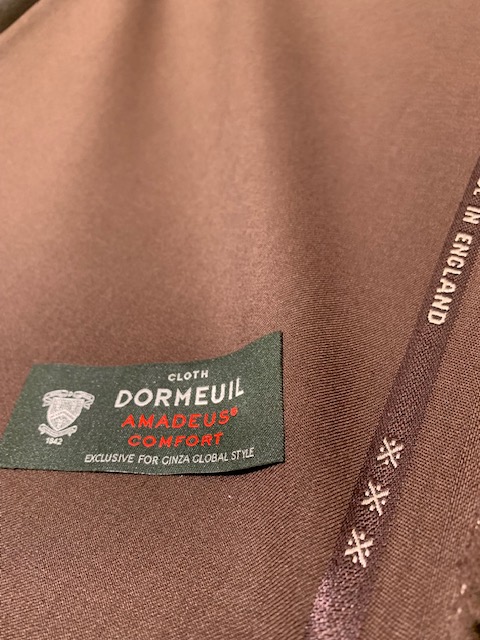 CLOTH
DORMEUIL
AMADEUS®
COMFORT
EXCLUSIVE FOR GINZA GLOBAL STYLE
1842
IN ENGLAND